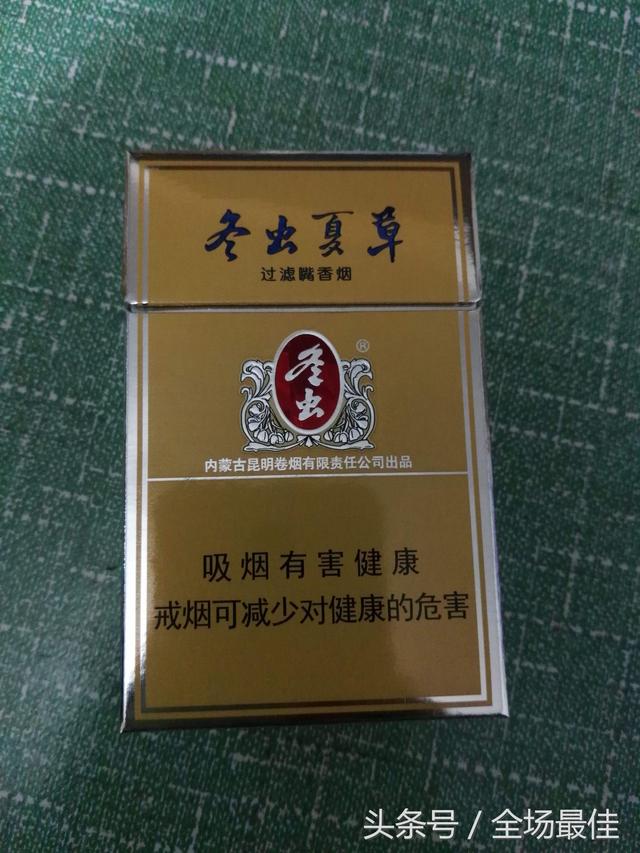 冬虫夏草
过滤嘴香烟
冬虫
®
内蒙古昆明卷烟有限责任公司出品
吸烟有害健康
戒烟可减少对健康的危害
头条号 / 全场最佳